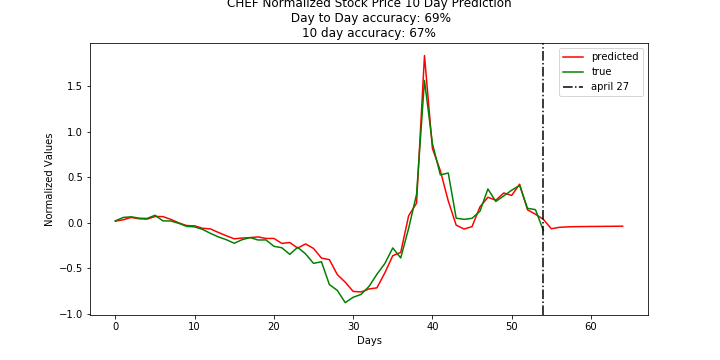 CHEF Normalized Stock Price 10 Day Prediction
Day to Day accuracy: 69%
10 day accuracy: 67%
predicted
true
april 27
Normalized Values
1.5
1.0
0.5
0.0
−0.5
−1.0
0 10 20 30 40 50 60
Days